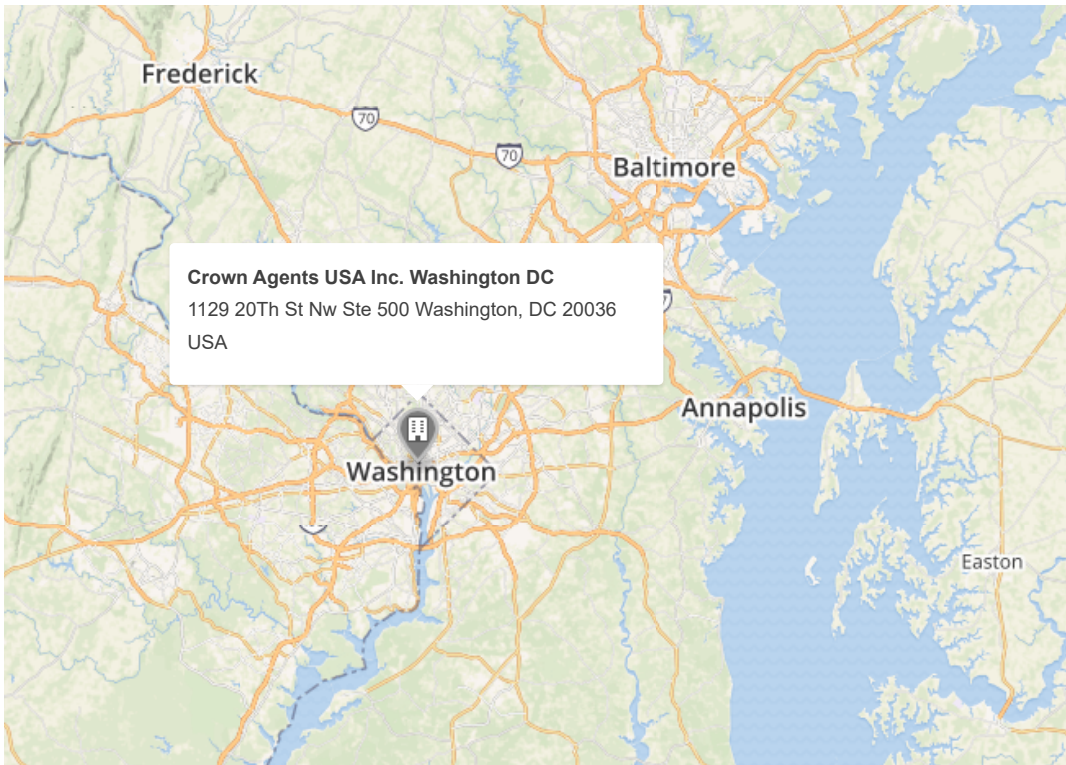 Frederick
70
70
Baltimore
Crown Agents USA Inc. Washington DC
1129 20Th St Nw Ste 500 Washington, DC 20036
USA
Annapolis
Washington
Easton